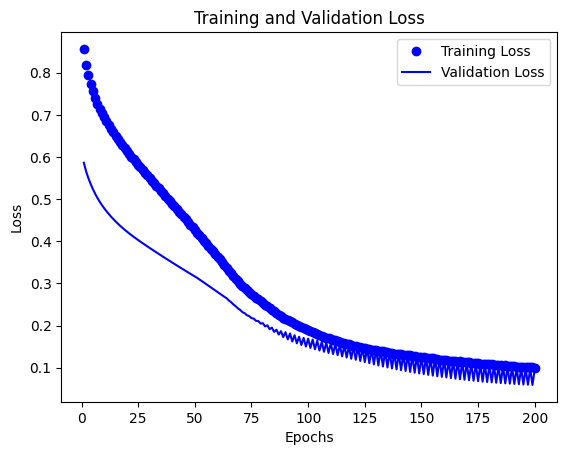 Training and Validation Loss
Training Loss
Validation Loss
0.8
0.7
0.6
0.5
0.4
0.3
0.2
0.1
Loss
0 25 50 75 100 125 150 175 200
Epochs